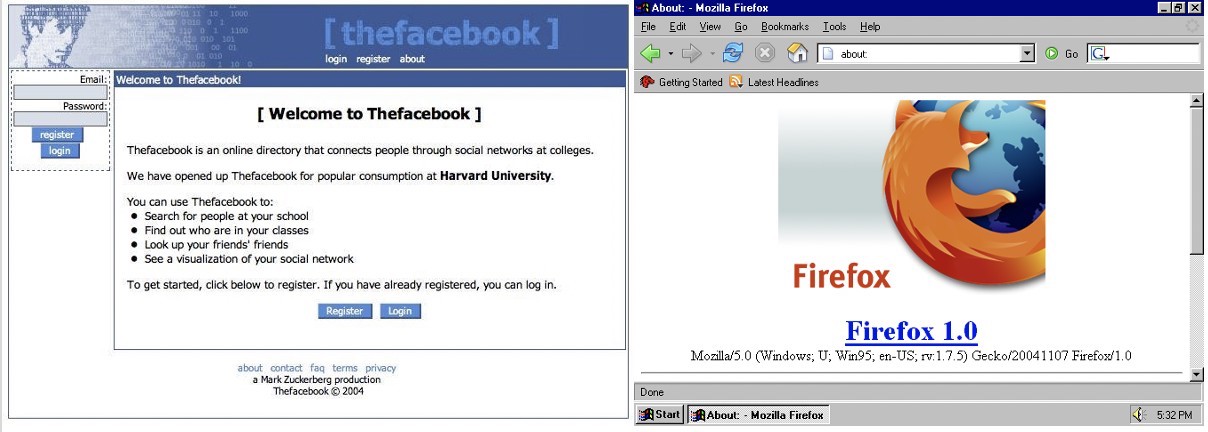 [ thefacebook ]
login register about
Email:
Password:
register
login
Welcome to Thefacebook!
[ Welcome to Thefacebook ]
Thefacebook is an online directory that connects people through social networks at colleges.
We have opened up Thefacebook for popular consumption at Harvard University.
You can use Thefacebook to:
• Search for people at your school
• Find out who are in your classes
• Look up your friends' friends
• See a visualization of your social network
To get started, click below to register. If you have already registered, you can log in.
Register Login
about contact faq terms privacy
a Mark Zuckerberg production
Thefacebook © 2004
About: - Mozilla Firefox
File Edit View Go Bookmarks Tools Help
about:
Go
G
Getting Started Latest Headlines
Firefox
Firefox 1.0
Mozilla/5.0 (Windows; U; Win95; en-US; rv:1.7.5) Gecko/20041107 Firefox/1.0
Done
Start About: - Mozilla Firefox 5:32 PM